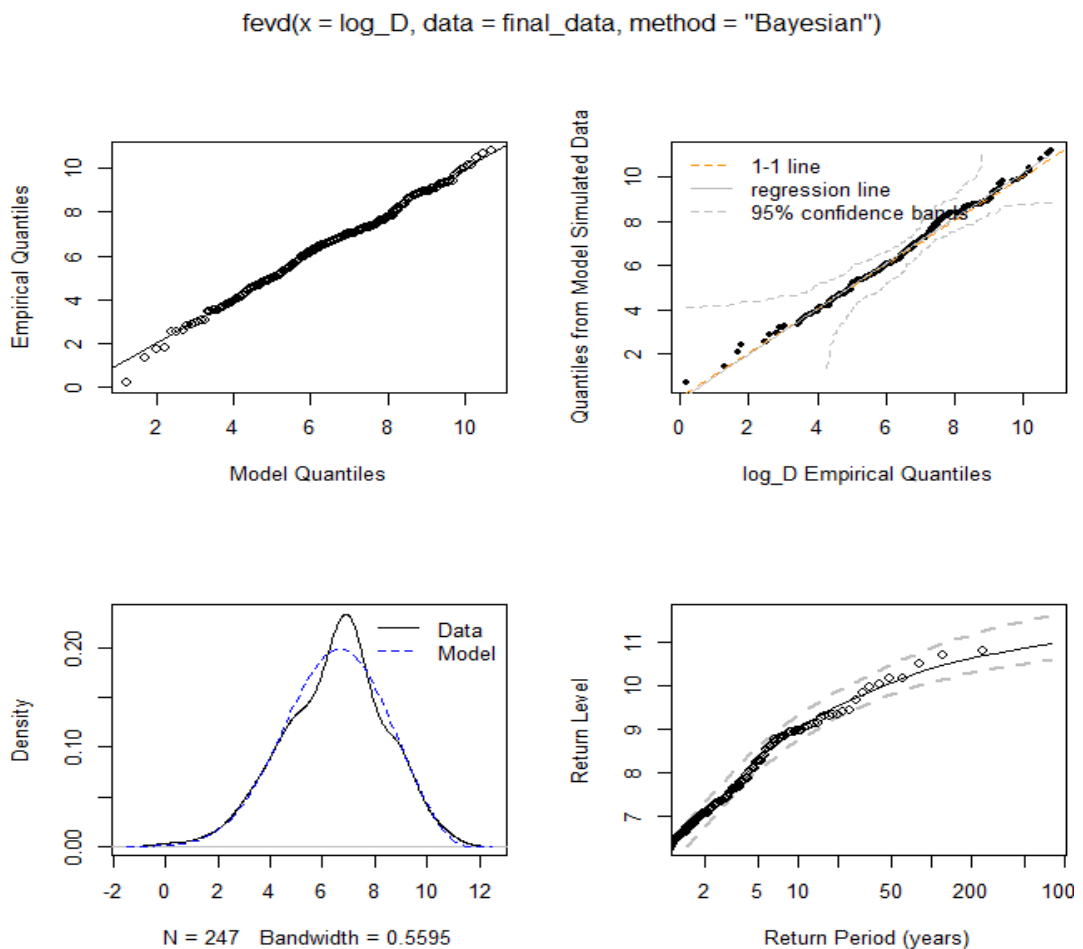 fevd(x = log_D, data = final_data, method = "Bayesian")
Empirical Quantiles
0 2 4 6 8 10
2 4 6 8 10
Model Quantiles
Quantiles from Model Simulated Data
1-1 line
regression line
95% confidence bands
2 4 6 8 10
0 2 4 6 8 10
log_D Empirical Quantiles
Density
0.00 0.10 0.20
Data
Model
-2 0 2 4 6 8 10 12
N = 247 Bandwidth = 0.5595
Return Level
7 8 9 10 11
2 5 10 50 200 100
Return Period (years)